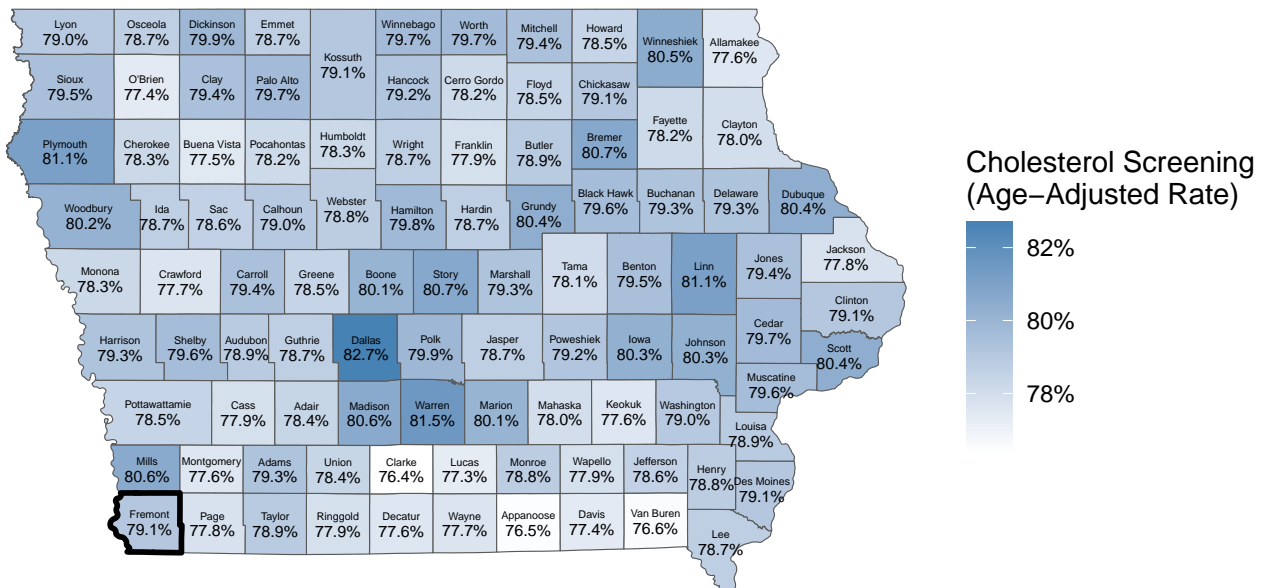 Lyon Osceola Dickinson Emmet Winnebago Worth Mitchell Howard Winneshiek Allamakee
79.0% 78.7% 79.9% 78.7% 79.7% 79.7% 79.4% 78.5% 80.5% 77.6%
Kossuth
79.1%
Sioux O'Brien Clay Palo Alto Hancock Cerro Gordo Floyd Chickasaw
79.5% 77.4% 79.4% 79.7% 79.2% 78.2% 78.5% 79.1%
Fayette Clayton
78.2% 78.0%
Plymouth Cherokee Buena Vista Pocahontas Humboldt Wright Franklin Butler Bremer
81.1% 78.3% 77.5% 78.2% 78.3% 78.7% 77.9% 78.9% 80.7%
Cholesterol Screening
(Age–Adjusted Rate)
Woodbury Ida Sac Calhoun Webster Hamilton Hardin Grundy Black Hawk Buchanan Delaware Dubuque
80.2% 78.7% 78.6% 79.0% 78.8% 79.8% 78.7% 80.4% 79.6% 79.3% 79.3% 80.4%
82%
Monona Crawford Carroll Greene Boone Story Marshall Tama Benton Linn Jones Jackson
78.3% 77.7% 79.4% 78.5% 80.1% 80.7% 79.3% 78.1% 79.5% 81.1% 79.4% 77.8%
Clinton
79.1%
80%
Harrison Shelby Audubon Guthrie Dallas Polk Jasper Poweshiek Iowa Johnson Cedar Scott
79.3% 79.6% 78.9% 78.7% 82.7% 79.9% 78.7% 79.2% 80.3% 80.3% 79.7% 80.4%
Muscatine
79.6%
78%
Pottawattamie Cass Adair Madison Warren Marion Mahaska Keokuk Washington Louisa
78.5% 77.9% 78.4% 80.6% 81.5% 80.1% 78.0% 77.6% 79.0% 78.9%
Mills Montgomery Adams Union Clarke Lucas Monroe Wapello Jefferson Henry Des Moines
80.6% 77.6% 79.3% 78.4% 76.4% 77.3% 78.8% 77.9% 78.6% 78.8% 79.1%
Fremont Page Taylor Ringgold Decatur Wayne Appanoose Davis Van Buren Lee
79.1% 77.8% 78.9% 77.9% 77.6% 77.7% 76.5% 77.4% 76.6% 78.7%